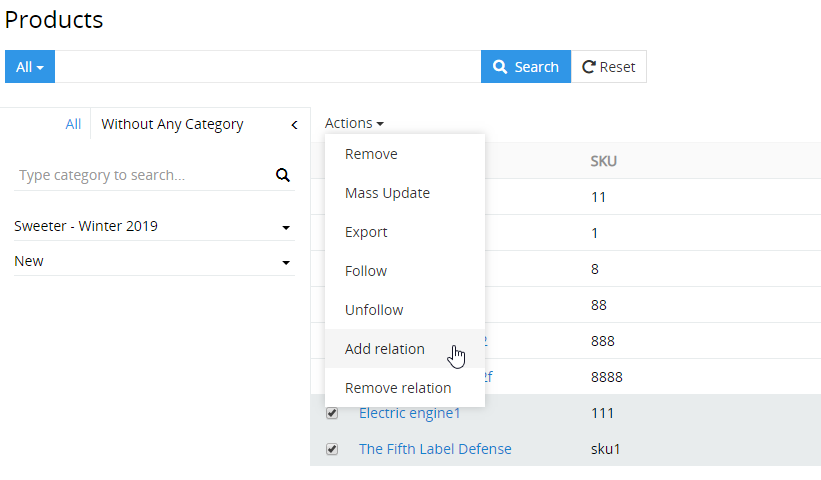 Products
All Search Reset
All Without Any Category Actions
Type category to search...
Sweeter - Winter 2019
New
Remove
Mass Update
Export
Follow
Unfollow
Add relation
Remove relation
SKU
11
1
8
88
2 888
2f 8888
Electric engine1 111
The Fifth Label Defense sku1